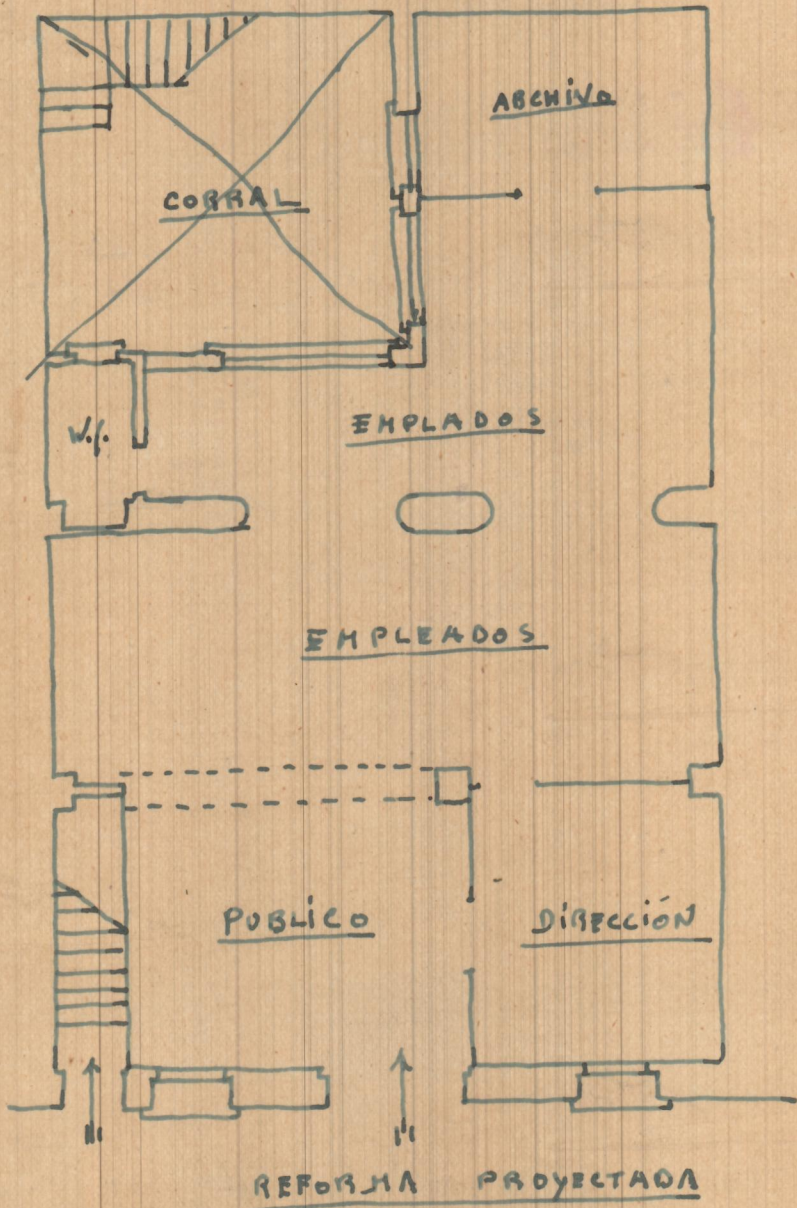 ARCHIVO
CORRAL
W.C.
EMPLADOS
EMPLEADOS
PUBLICO
DIRECCIÓN
REFORMA PROYECTADA